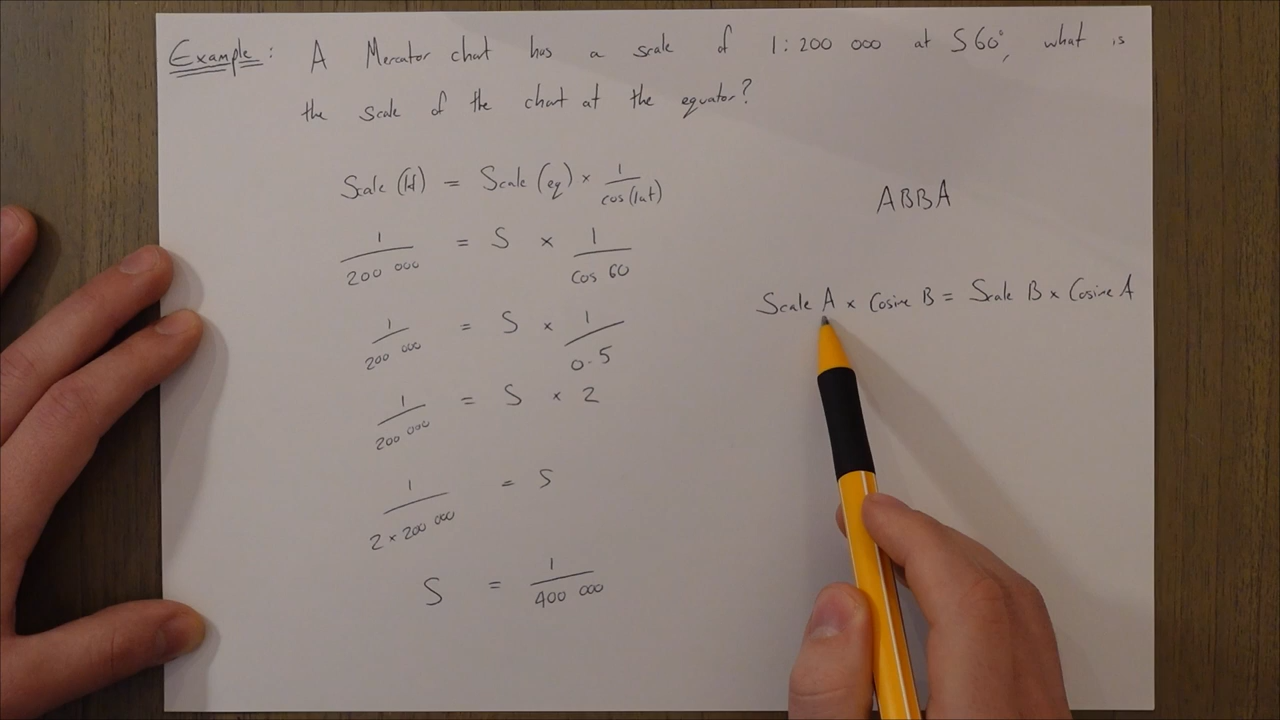 Example: A Mercator chart has a scale of 1:200 000 at S60°, what is
the scale of the chart at the equator?
Scale (lat) = Scale (eq) × 1/cos(lat)
1/200 000 = S × 1/cos 60
1/200 000 = S × 1/0.5
1/200 000 = S × 2
1/2 × 200 000 = S
S = 1/400 000
ABBA
Scale A × Cosine B = Scale B × Cosine A